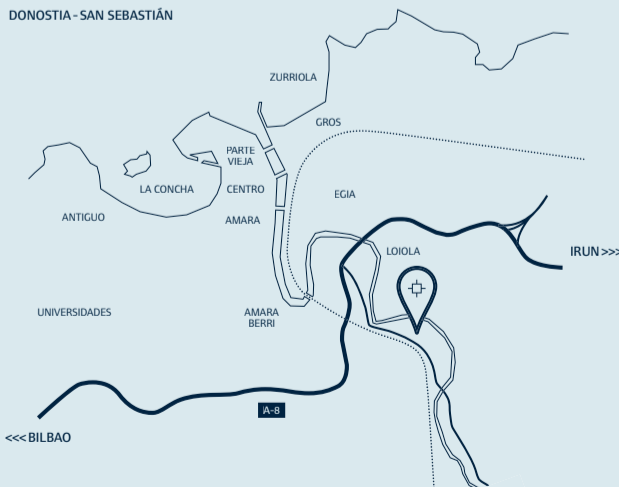 DONOSTIA - SAN SEBASTIÁN
ZURRIOLA
GROS
PARTE
VIEJA
LA CONCHA
CENTRO
EGIA
ANTIGUO
AMARA
LOIOLA
IRUN >>>
UNIVERSIDADES
AMARA
BERRI
A-8
<<< BILBAO